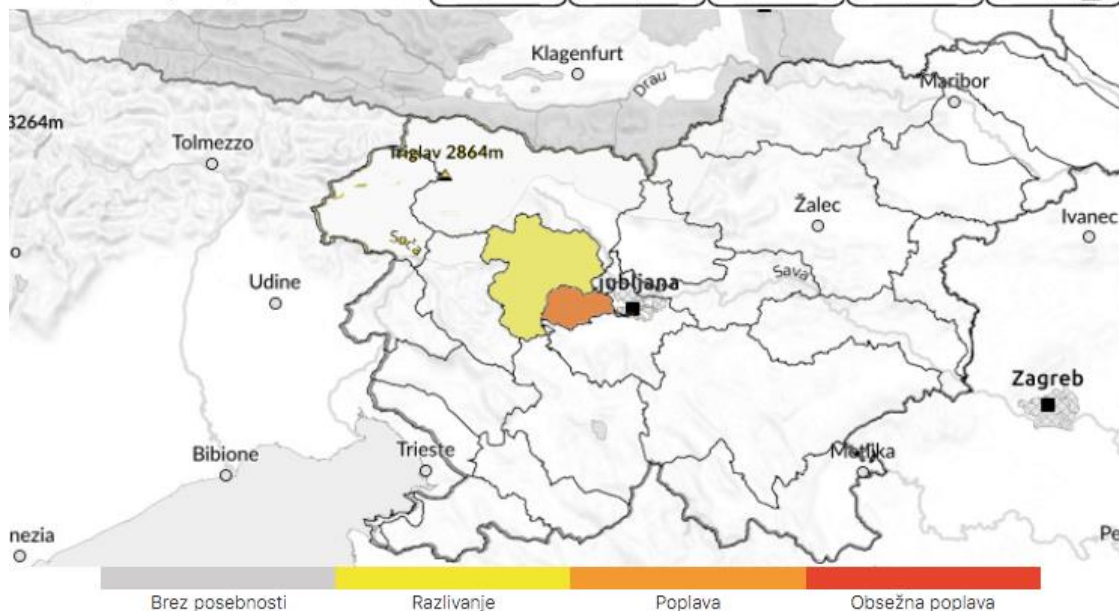 Klagenfurt
Drau
Maribor
3264m
Tolmezzo
Triglav 2864m
Žalec
Ivanec
Soča
Udine
jubljana
Sava
Zagreb
Bibione
Trieste
Metlika
nezia
Pe
Brez posebnosti
Razlivanje
Poplava
Obsežna poplava